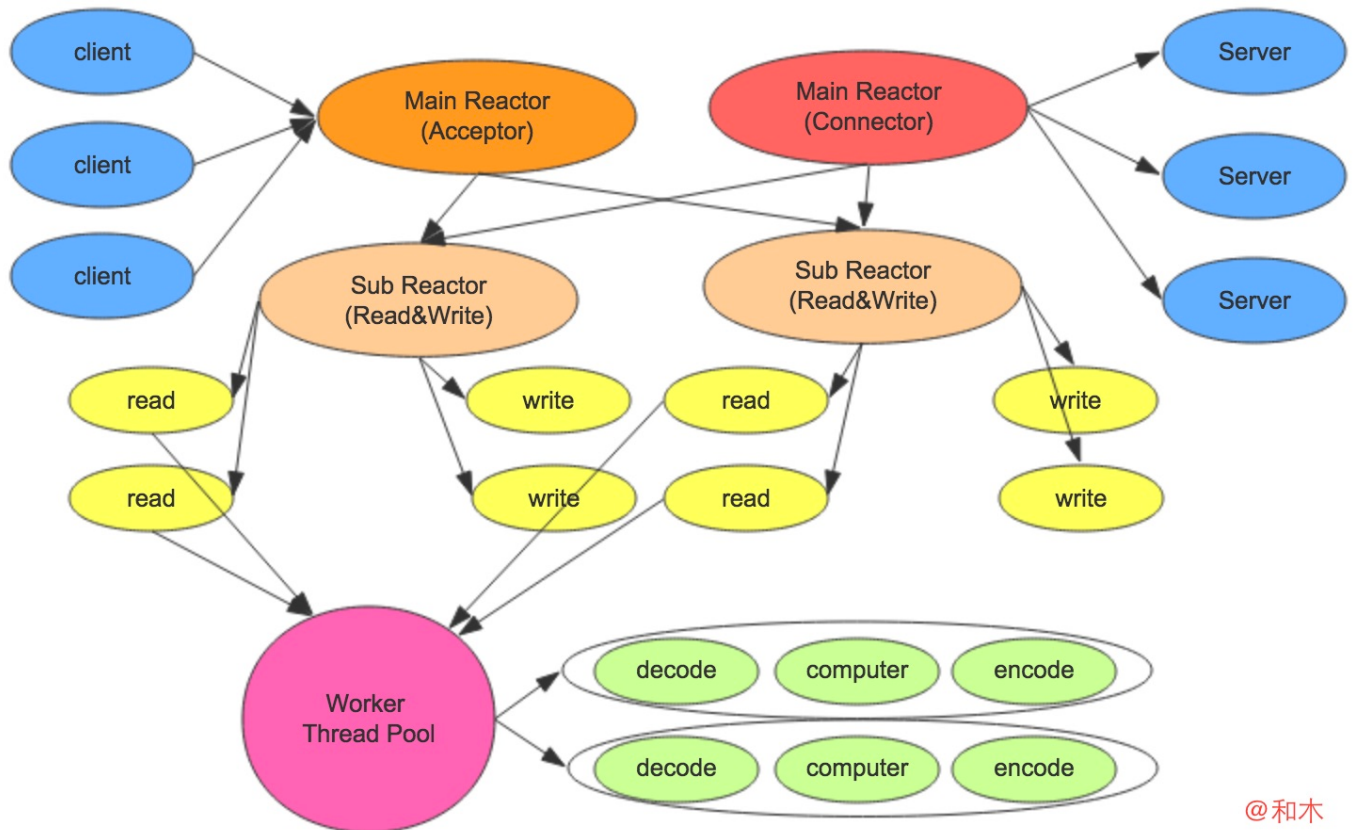 client
Main Reactor
(Acceptor)
Main Reactor
(Connector)
Server
client
Server
client
Sub Reactor
(Read&Write)
Sub Reactor
(Read&Write)
Server
read
write
read
write
read
write
read
write
Worker
Thread Pool
decode
computer
encode
decode
computer
encode
@和木